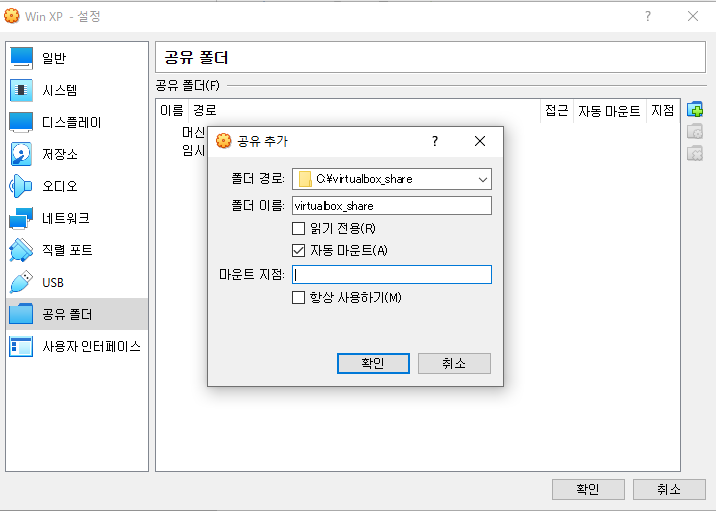 Win XP - 설정
?
일반
시스템
디스플레이
저장소
오디오
네트워크
직렬 포트
USB
공유 폴더
사용자 인터페이스
공유 폴더
공유 폴더(F)
이름 경로 접근 자동 마운트 지점
머신
임시
공유 추가
?
폴더 경로: C:\virtualbox_share
폴더 이름: virtualbox_share
읽기 전용(R)
자동 마운트(A)
마운트 지점:
항상 사용하기(M)
확인 취소
확인 취소